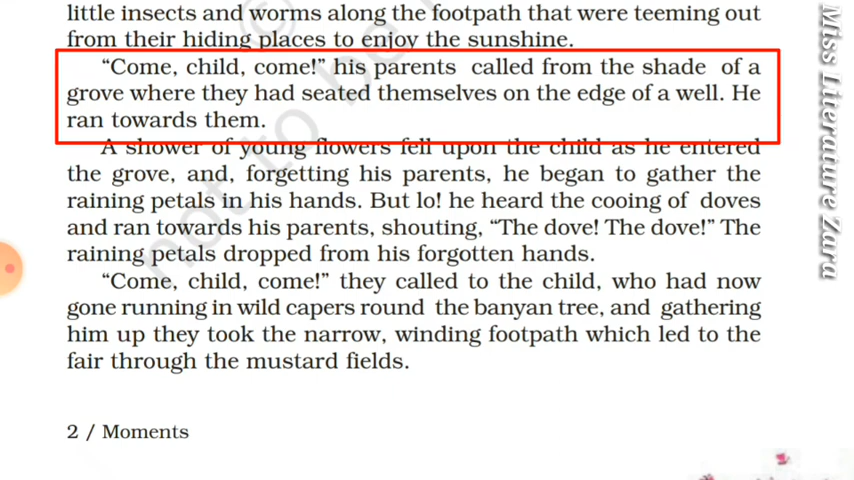 little insects and worms along the footpath that were teeming out
from their hiding places to enjoy the sunshine.
“Come, child, come!” his parents called from the shade of a
grove where they had seated themselves on the edge of a well. He
ran towards them.
A shower of young flowers fell upon the child as he entered
the grove, and, forgetting his parents, he began to gather the
raining petals in his hands. But lo! he heard the cooing of doves
and ran towards his parents, shouting, “The dove! The dove!” The
raining petals dropped from his forgotten hands.
“Come, child, come!” they called to the child, who had now
gone running in wild capers round the banyan tree, and gathering
him up they took the narrow, winding footpath which led to the
fair through the mustard fields.
2 / Moments
Miss Literature Zara
© not to be